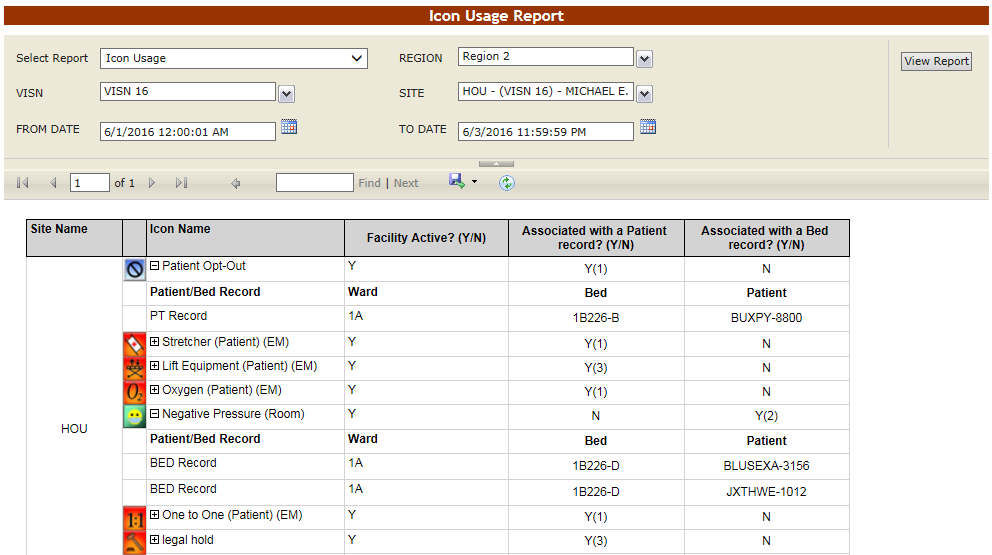 Icon Usage Report
Select Report Icon Usage REGION Region 2 View Report
VISN VISN 16 SITE HOU - (VISN 16) - MICHAEL E.
FROM DATE 6/1/2016 12:00:01 AM TO DATE 6/3/2016 11:59:59 PM
1 of 1 Find | Next
Site Name Icon Name Facility Active? (Y/N) Associated with a Patient record? (Y/N) Associated with a Bed record? (Y/N)
Patient Opt-Out Y Y(1) N
Patient/Bed Record Ward Bed Patient
PT Record 1A 1B226-B BUXPY-8800
Stretcher (Patient) (EM) Y Y(1) N
Lift Equipment (Patient) (EM) Y Y(3) N
O2 Oxygen (Patient) (EM) Y Y(1) N
Negative Pressure (Room) Y N Y(2)
HOU
Patient/Bed Record Ward Bed Patient
BED Record 1A 1B226-D BLUSEXA-3156
BED Record 1A 1B226-D JXTHWE-1012
1:1 One to One (Patient) (EM) Y Y(1) N
legal hold Y Y(3) N